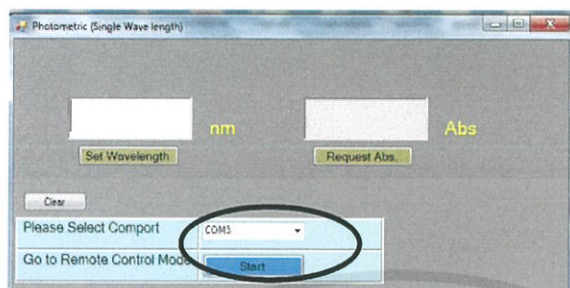 Photometric (Single Wave length)
nm
Abs
Set Wavelength
Request Abs.
Clear
Please Select Comport
COM3
Go to Remote Control Mode
Start